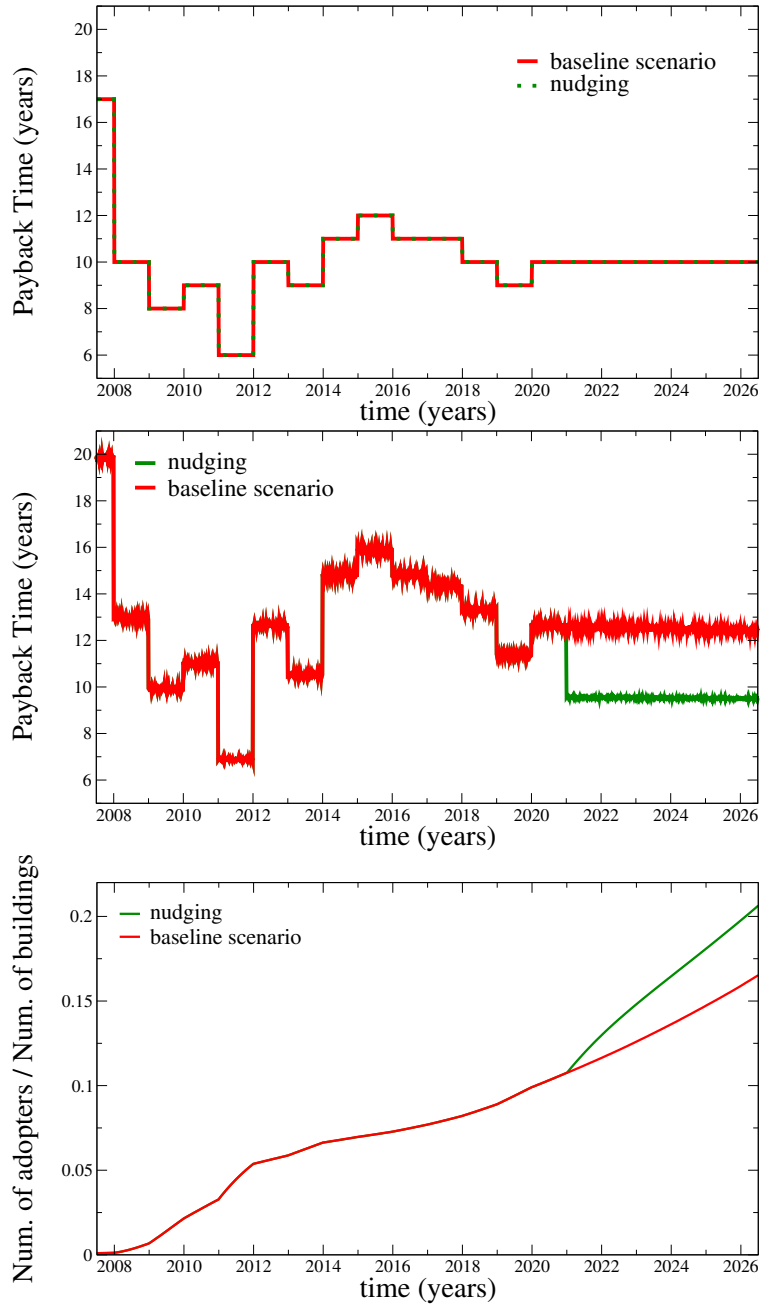 20
18
16
14
12
10
8
6
Payback Time (years)
baseline scenario
nudging
2008 2010 2012 2014 2016 2018 2020 2022 2024 2026
time (years)
20
18
16
14
12
10
8
6
Payback Time (years)
nudging
baseline scenario
2008 2010 2012 2014 2016 2018 2020 2022 2024 2026
time (years)
0.2
0.15
0.1
0.05
0
Num. of adopters / Num. of buildings
nudging
baseline scenario
2008 2010 2012 2014 2016 2018 2020 2022 2024 2026
time (years)